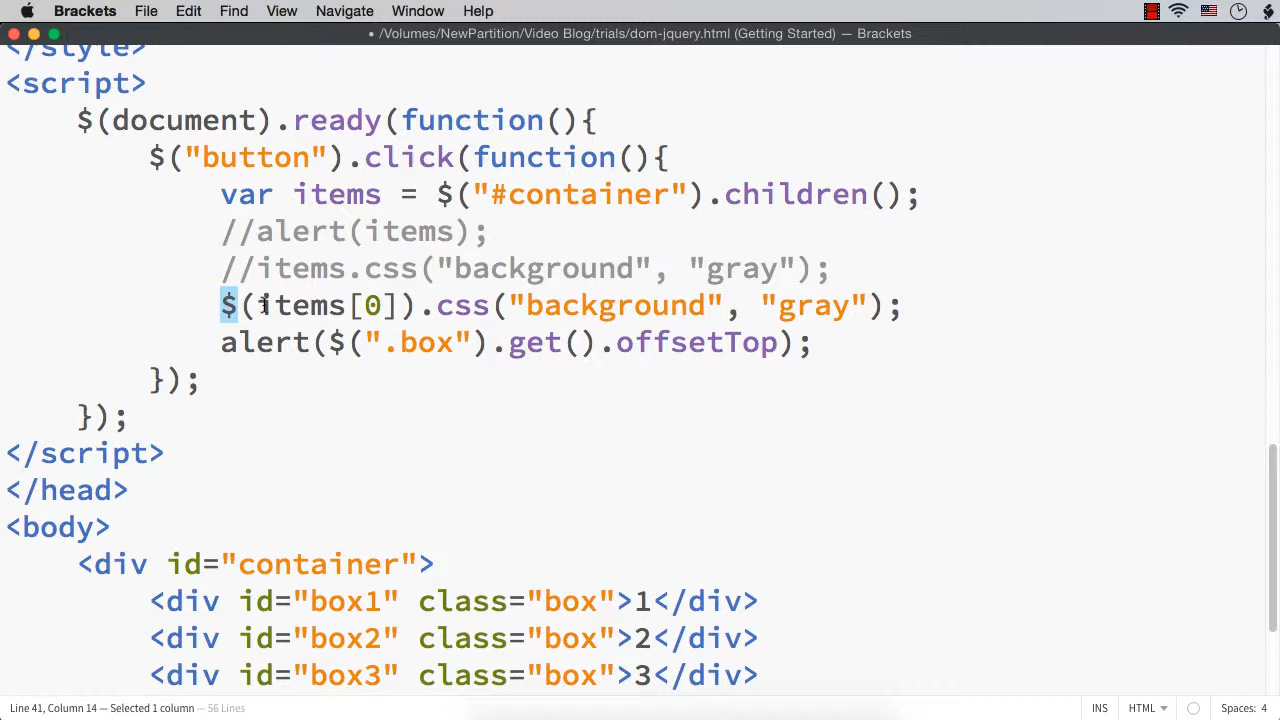 Brackets File Edit Find View Navigate Window Help
• /Volumes/NewPartition/Video Blog/trials/dom-jquery.html (Getting Started) — Brackets
</style>
<script>
$(document).ready(function(){
$("button").click(function(){
var items = $("#container").children();
//alert(items);
//items.css("background", "gray");
$(items[0]).css("background", "gray");
alert($(".box").get().offsetTop);
});
});
</script>
</head>
<body>
<div id="container">
<div id="box1" class="box">1</div>
<div id="box2" class="box">2</div>
<div id="box3" class="box">3</div>
Line 41, Column 14 — Selected 1 column — 56 Lines INS HTML Spaces: 4